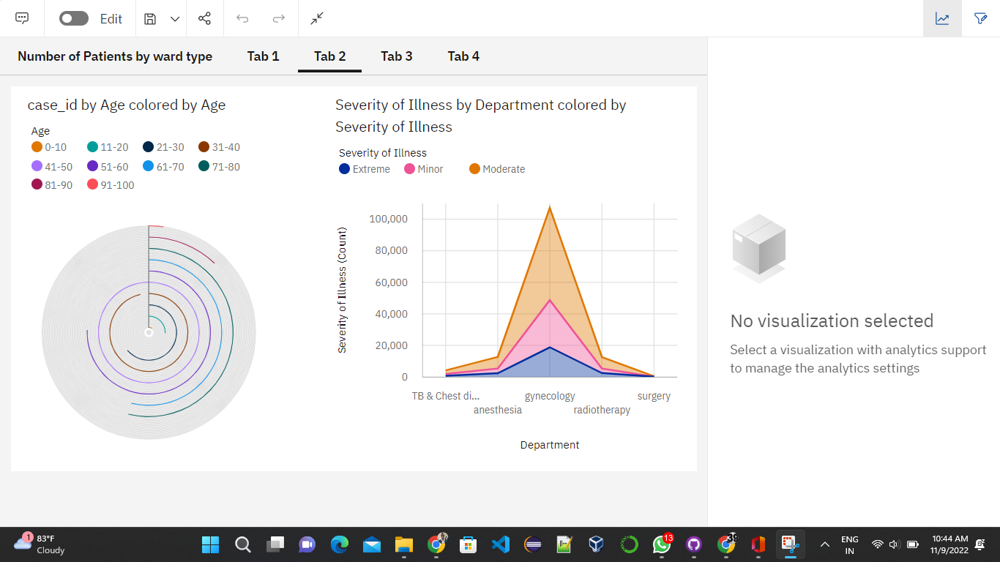 Edit
Number of Patients by ward type
Tab 1
Tab 2
Tab 3
Tab 4
case_id by Age colored by Age
Age
0-10
11-20
21-30
31-40
41-50
51-60
61-70
71-80
81-90
91-100
Severity of Illness by Department colored by
Severity of Illness
Severity of Illness
Extreme
Minor
Moderate
Severity of Illness (Count)
100,000
80,000
60,000
40,000
20,000
0
TB & Chest di...
anesthesia
gynecology
radiotherapy
surgery
Department
No visualization selected
Select a visualization with analytics support
to manage the analytics settings
1
83°F
Cloudy
13
39
ENG
IN
10:44 AM
11/9/2022